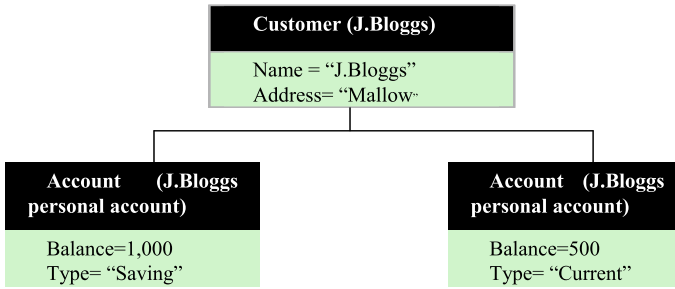 Customer (J.Bloggs)
Name = “J.Bloggs”
Address= “Mallow”
Account (J.Bloggs
personal account)
Balance=1,000
Type= “Saving”
Account (J.Bloggs
personal account)
Balance=500
Type= “Current”